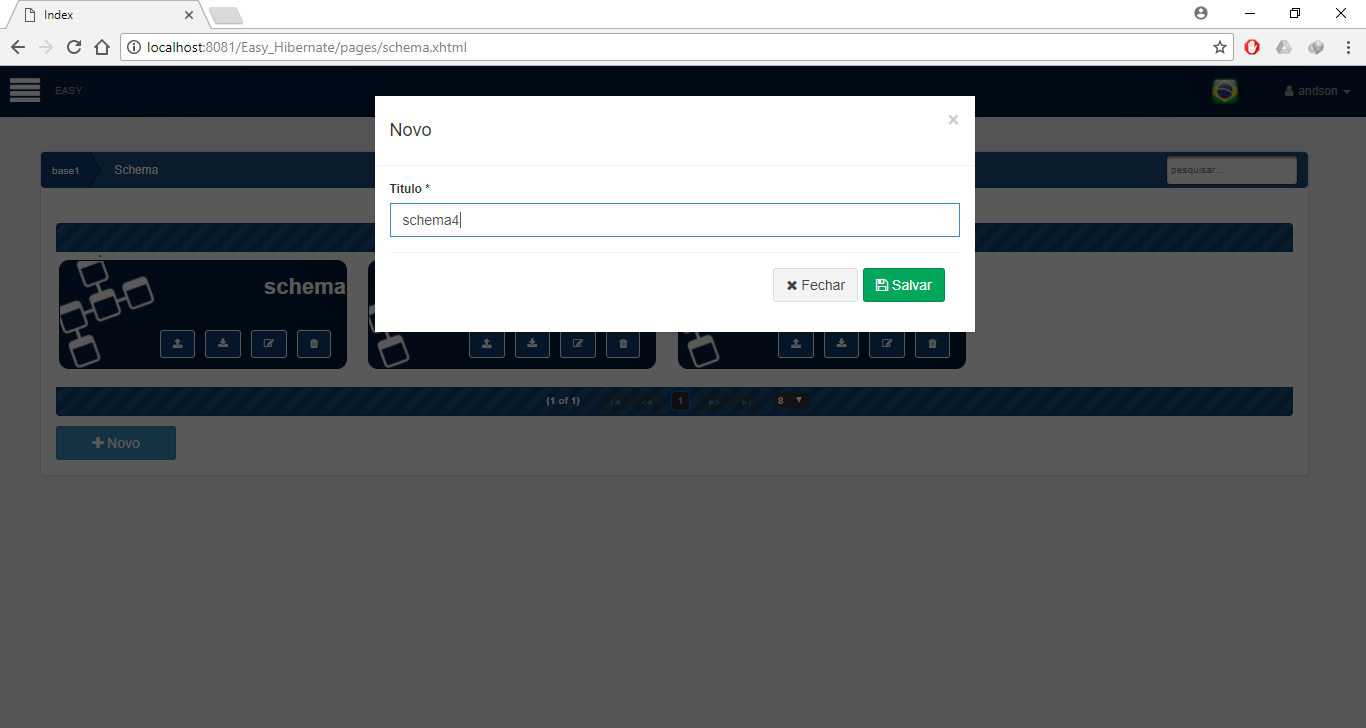 Index
localhost:8081/Easy_Hibernate/pages/schema.xhtml
EASY
andson
base1
Schema
pesquisar...
Novo
Titulo *
schema4
Fechar
Salvar
schema
(1 of 1)
1
8
Novo